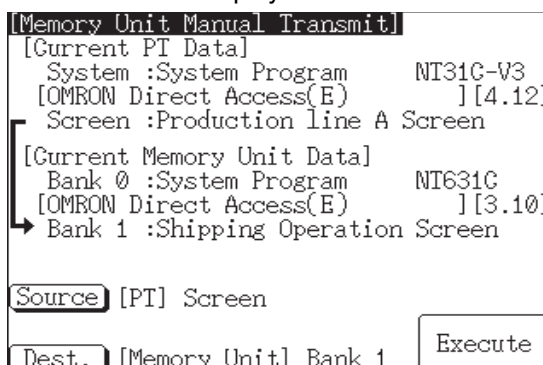 [Memory Unit Manual Transmit]
[Current PT Data]
System :System Program NT31C-V3
[OMRON Direct Access(E) ][4.12]
Screen :Production line A Screen
[Current Memory Unit Data]
Bank 0 :System Program NT631C
[OMRON Direct Access(E) ][3.10]
Bank 1 :Shipping Operation Screen
Source [PT] Screen
Execute
Dest. [Memory Unit] Bank 1